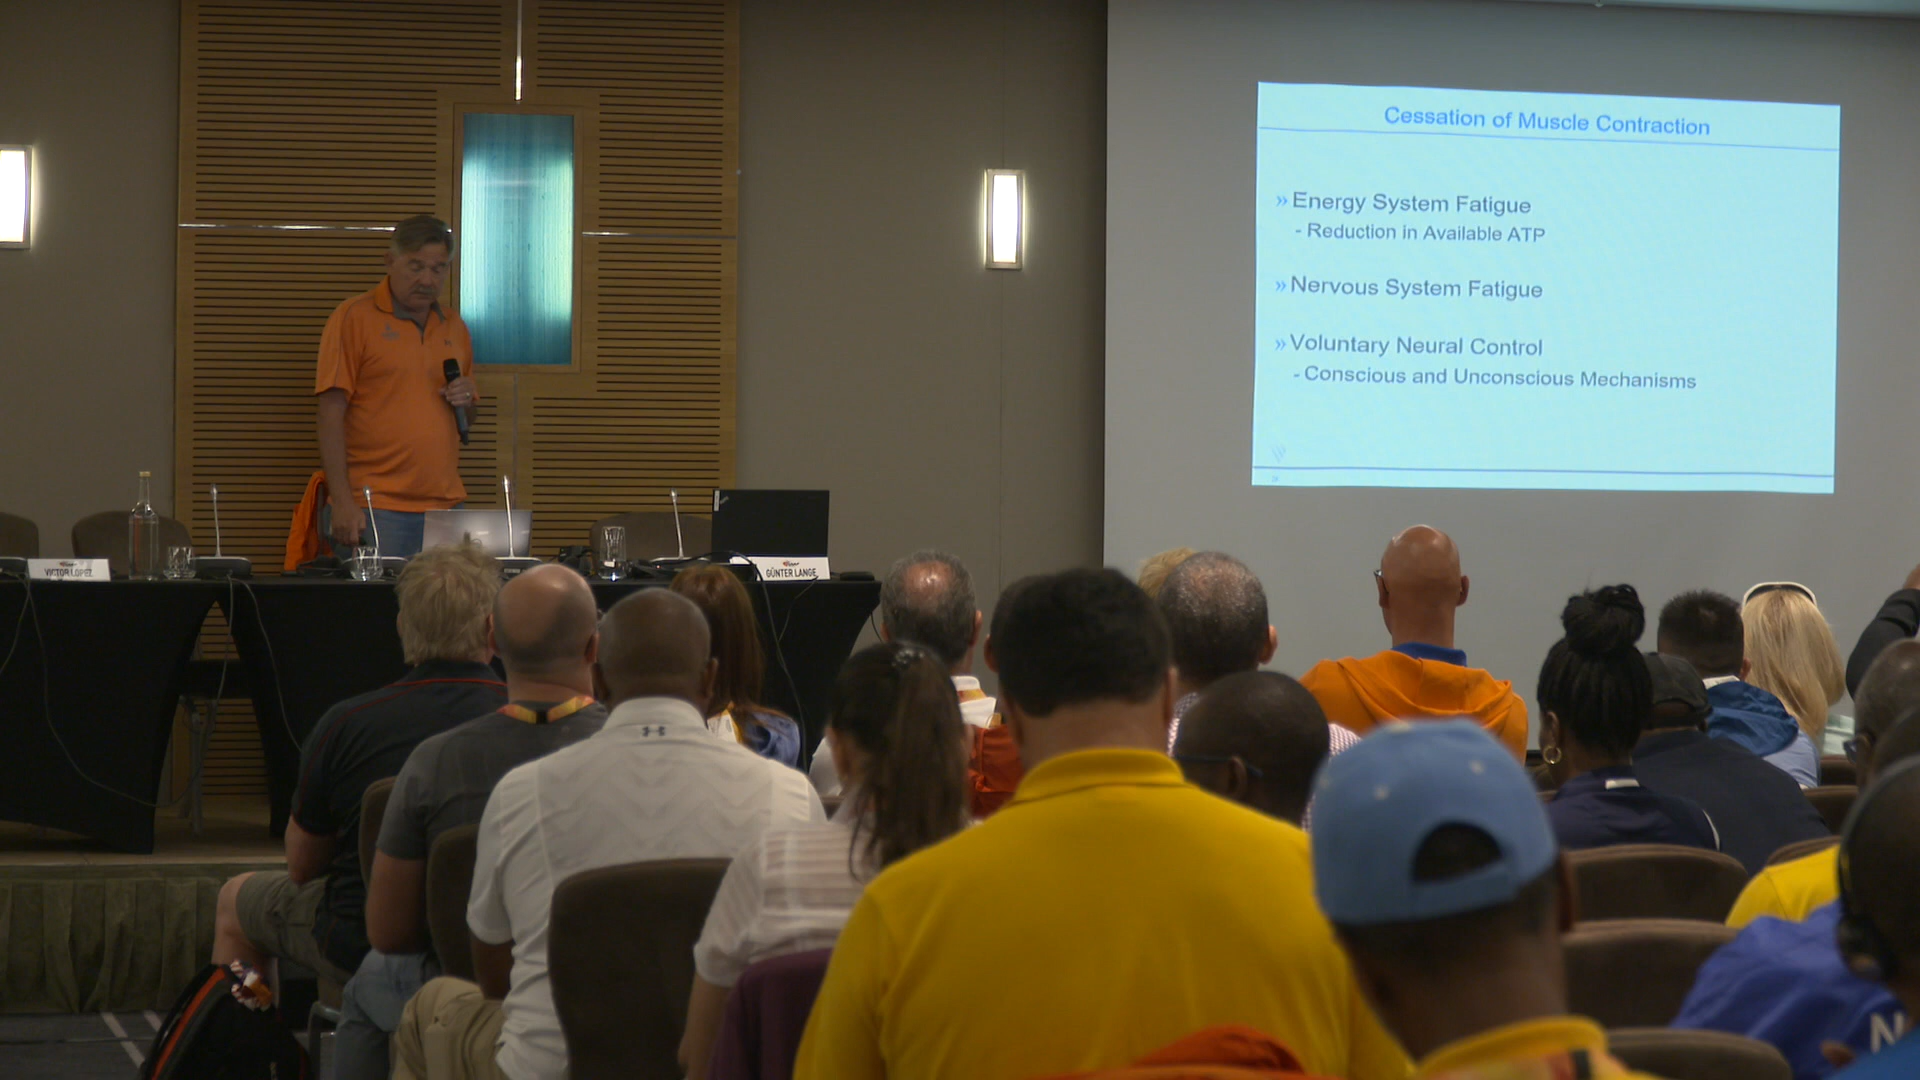 Cessation of Muscle Contraction
» Energy System Fatigue
- Reduction in Available ATP
» Nervous System Fatigue
» Voluntary Neural Control
- Conscious and Unconscious Mechanisms
VICTOR LOPEZ
GÜNTER LANGE
N